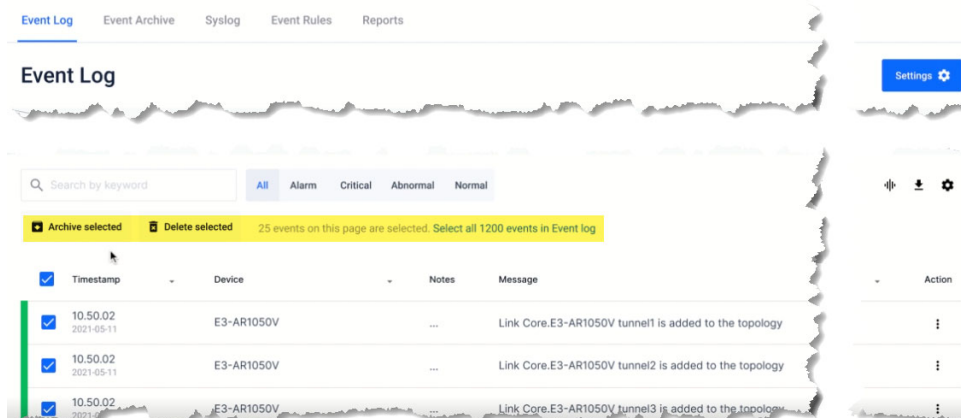 Event Log Event Archive Syslog Event Rules Reports
Event Log Settings
Search by keyword All Alarm Critical Abnormal Normal
Archive selected Delete selected 25 events on this page are selected. Select all 1200 events in Event log
Timestamp Device Notes Message Action
10.50.02 E3-AR1050V ... Link Core.E3-AR1050V tunnel1 is added to the topology
2021-05-11
10.50.02 E3-AR1050V ... Link Core.E3-AR1050V tunnel2 is added to the topology
2021-05-11
10.50.02 E3-AR1050V ... Link Core.E3-AR1050V tunnel3 is added to the topology